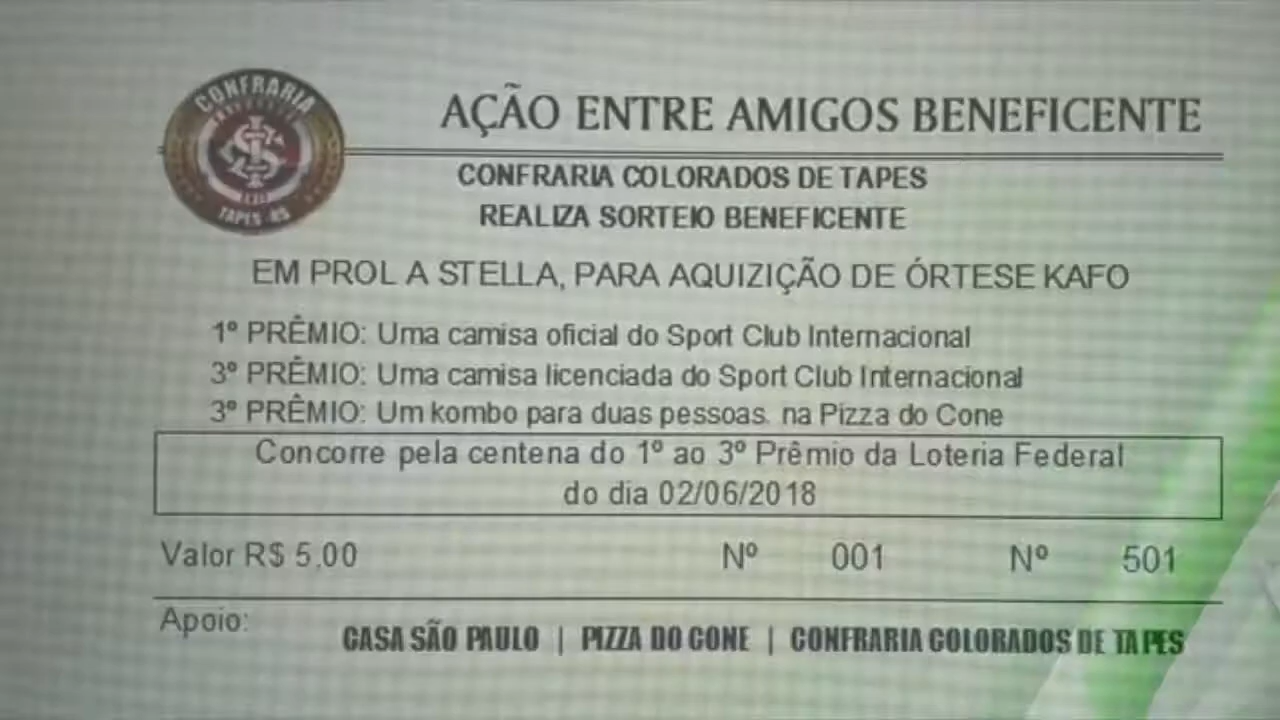 CONFRARIA
TAPES - RS
AÇÃO ENTRE AMIGOS BENEFICENTE
CONFRARIA COLORADOS DE TAPES
REALIZA SORTEIO BENEFICENTE
EM PROL A STELLA, PARA AQUIZIÇÃO DE ÓRTESE KAFO
1º PRÊMIO: Uma camisa oficial do Sport Club Internacional
3º PRÊMIO: Uma camisa licenciada do Sport Club Internacional
3º PRÊMIO: Um kombo para duas pessoas. na Pizza do Cone
Concorre pela centena do 1º ao 3º Prêmio da Loteria Federal
do dia 02/06/2018
Valor R$ 5.00 Nº 001 Nº 501
Apoio:
CASA SÃO PAULO | PIZZA DO CONE | CONFRARIA COLORADOS DE TAPES